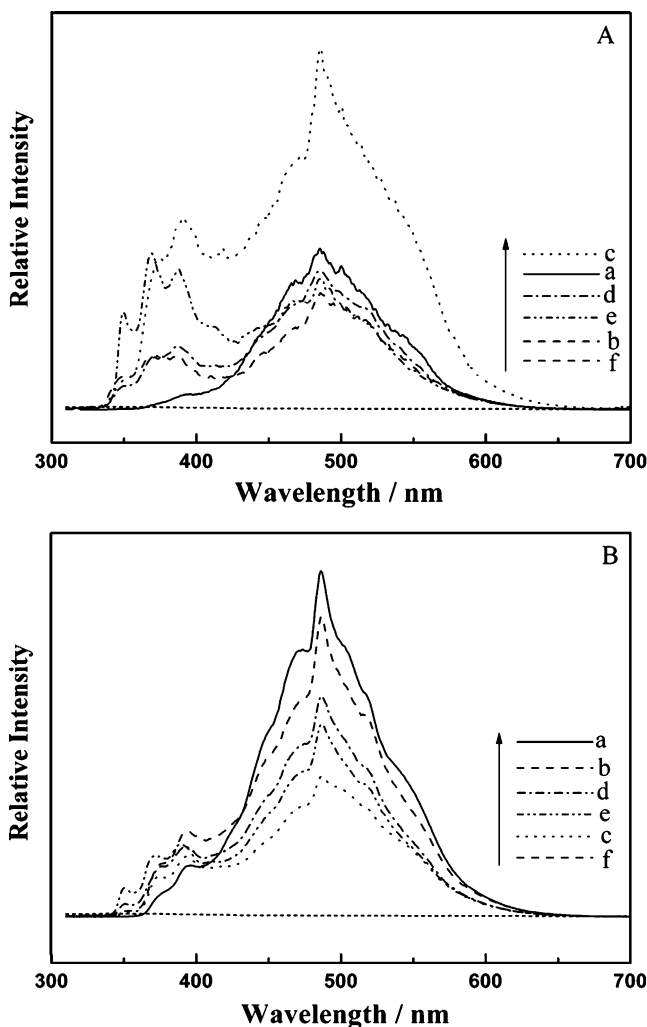 A
Relative Intensity
c
a
d
e
b
f
300 400 500 600 700
Wavelength / nm
B
Relative Intensity
a
b
d
e
c
f
300 400 500 600 700
Wavelength / nm